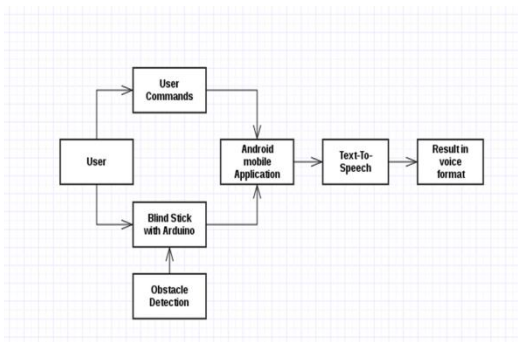 User
Commands
User
Android
mobile
Application
Text-To-
Speech
Result in
voice
format
Blind Stick
with Arduino
Obstacle
Detection